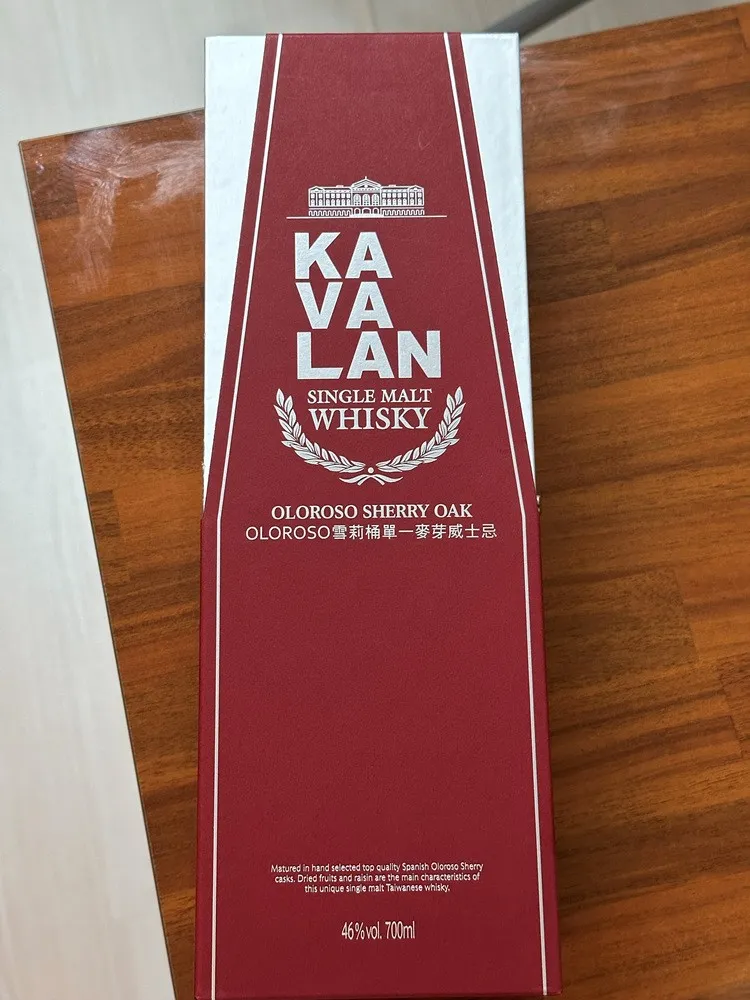 KA
VA
LAN
SINGLE MALT
WHISKY
OLOROSO SHERRY OAK
OLOROSO雪莉桶單一麥芽威士忌
Matured in hand selected top quality Spanish Oloroso Sherry
casks. Dried fruits and raisin are the main characteristics of
this unique single malt Taiwanese whisky.
46%vol. 700ml